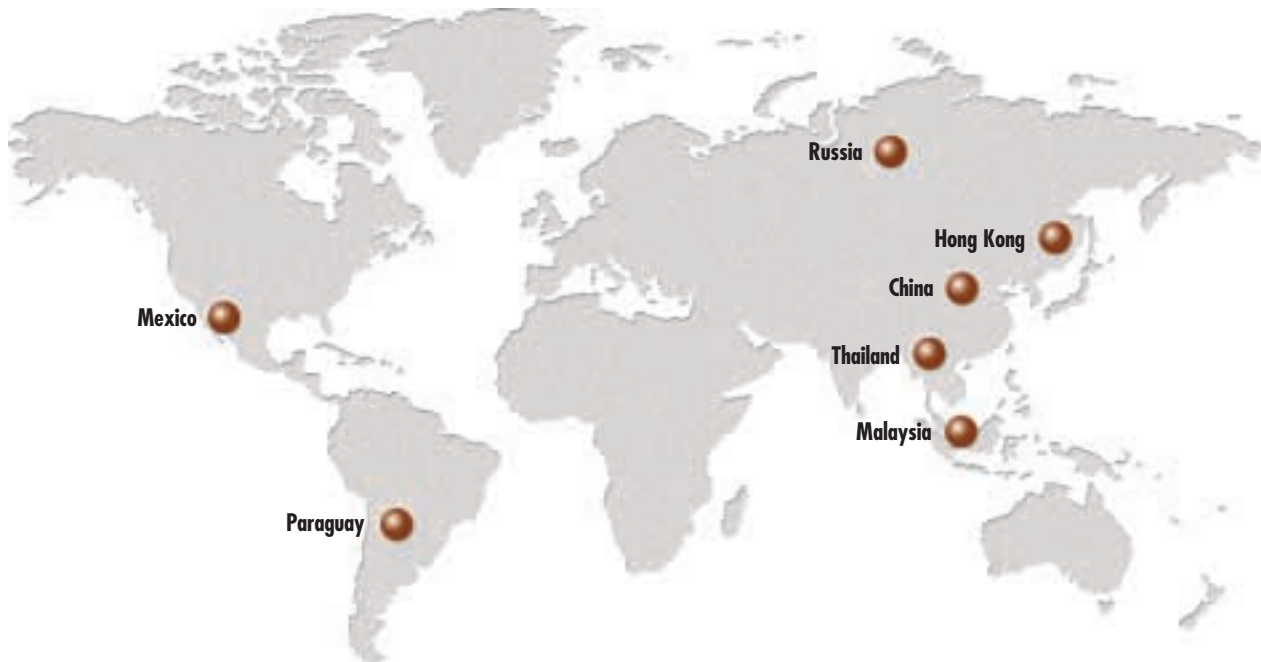 Russia
Hong Kong
China
Mexico
Thailand
Malaysia
Paraguay